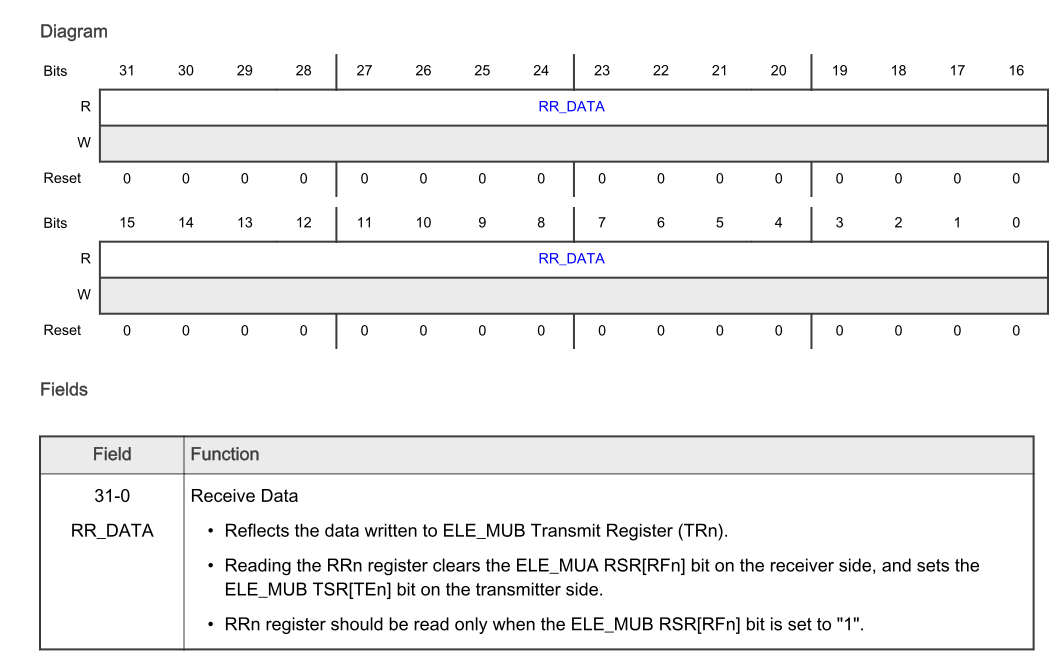 Diagram
Bits 31 30 29 28 27 26 25 24 23 22 21 20 19 18 17 16
R RR_DATA
W
Reset 0 0 0 0 0 0 0 0 0 0 0 0 0 0 0 0
Bits 15 14 13 12 11 10 9 8 7 6 5 4 3 2 1 0
R RR_DATA
W
Reset 0 0 0 0 0 0 0 0 0 0 0 0 0 0 0 0
Fields
Field Function
31-0 Receive Data
RR_DATA • Reflects the data written to ELE_MUB Transmit Register (TRn).
• Reading the RRn register clears the ELE_MUA RSR[RFn] bit on the receiver side, and sets the
ELE_MUB TSR[TEn] bit on the transmitter side.
• RRn register should be read only when the ELE_MUB RSR[RFn] bit is set to "1".